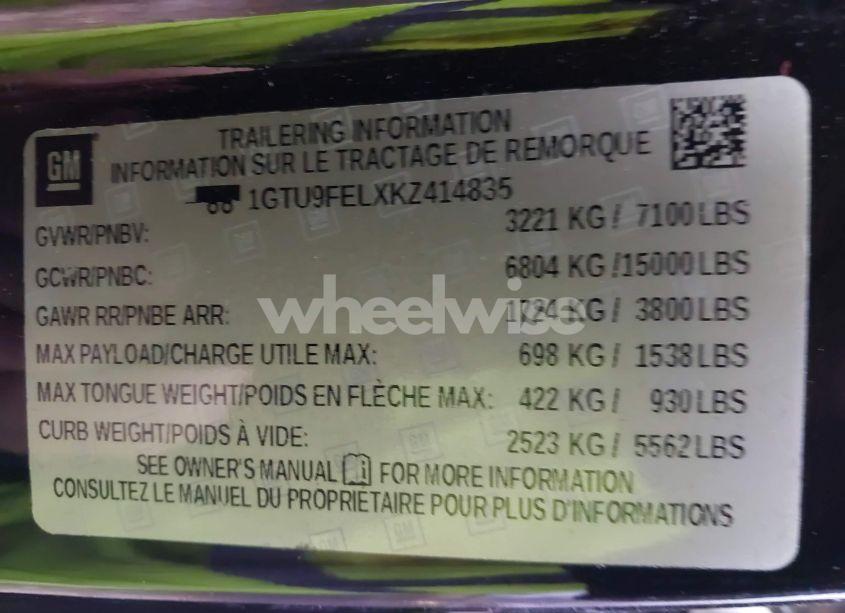 GM
TRAILERING INFORMATION
INFORMATION SUR LE TRACTAGE DE REMORQUE
1GTU9FELXKZ414835
GVWR/PNBV: 3221 KG / 7100 LBS
GCWR/PNBC: 6804 KG / 15000 LBS
GAWR RR/PNBE ARR: 1724 KG / 3800 LBS
MAX PAYLOAD/CHARGE UTILE MAX: 698 KG / 1538 LBS
MAX TONGUE WEIGHT/POIDS EN FLÈCHE MAX: 422 KG / 930 LBS
CURB WEIGHT/POIDS À VIDE: 2523 KG / 5562 LBS
SEE OWNER'S MANUAL FOR MORE INFORMATION
CONSULTEZ LE MANUEL DU PROPRIETAIRE POUR PLUS D'INFORMATIONS
wheelwise